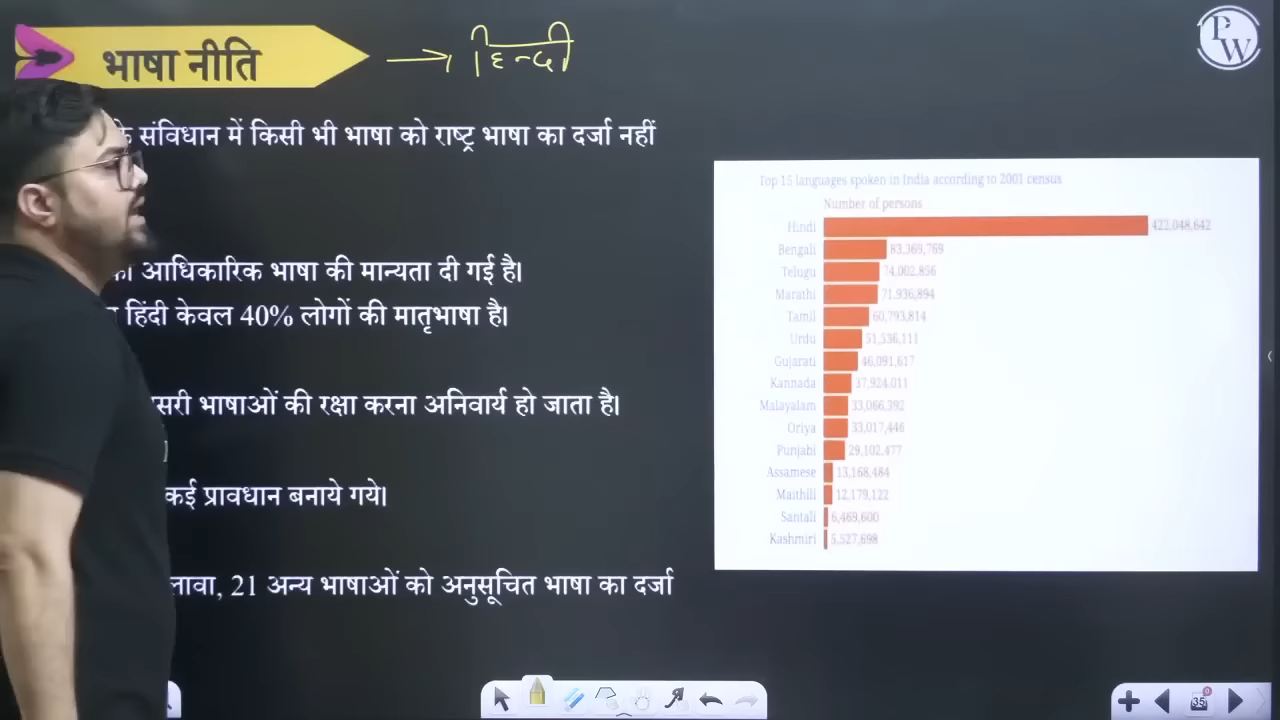 भाषा नीति → हिन्दी
PW
के संविधान में किसी भी भाषा को राष्ट्र भाषा का दर्जा नहीं
आधिकारिक भाषा की मान्यता दी गई है।
हिंदी केवल 40% लोगों की मातृभाषा है।
भाषाओं की रक्षा करना अनिवार्य हो जाता है।
कई प्रावधान बनाये गये।
21 अन्य भाषाओं को अनुसूचित भाषा का दर्जा
Top 15 languages spoken in India according to 2001 census
Number of persons
Hindi 422,048,642
Bengali 83,369,769
Telugu 74,002,856
Marathi 71,936,894
Tamil 60,793,814
Urdu 51,536,111
Gujarati 46,091,617
Kannada 37,924,011
Malayalam 33,066,392
Oriya 33,017,446
Punjabi 29,102,477
Assamese 13,168,484
Maithili 12,179,122
Santali 6,469,600
Kashmiri 5,527,698
35